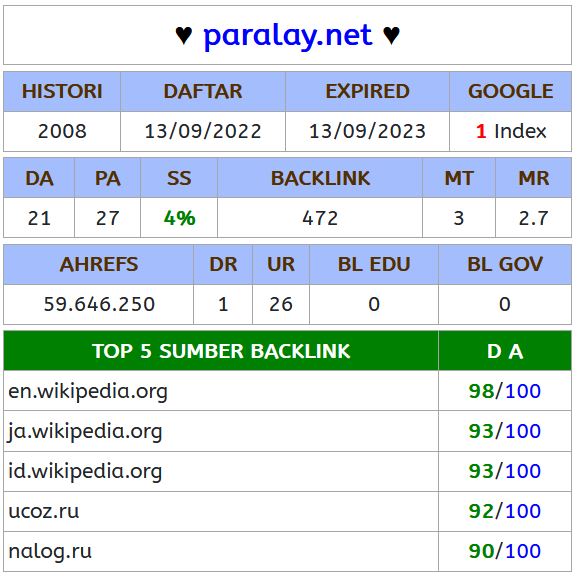 ♥ paralay.net ♥
HISTORI DAFTAR EXPIRED GOOGLE
2008 13/09/2022 13/09/2023 1 Index
DA PA SS BACKLINK MT MR
21 27 4% 472 3 2.7
AHREFS DR UR BL EDU BL GOV
59.646.250 1 26 0 0
TOP 5 SUMBER BACKLINK D A
en.wikipedia.org 98/100
ja.wikipedia.org 93/100
id.wikipedia.org 93/100
ucoz.ru 92/100
nalog.ru 90/100